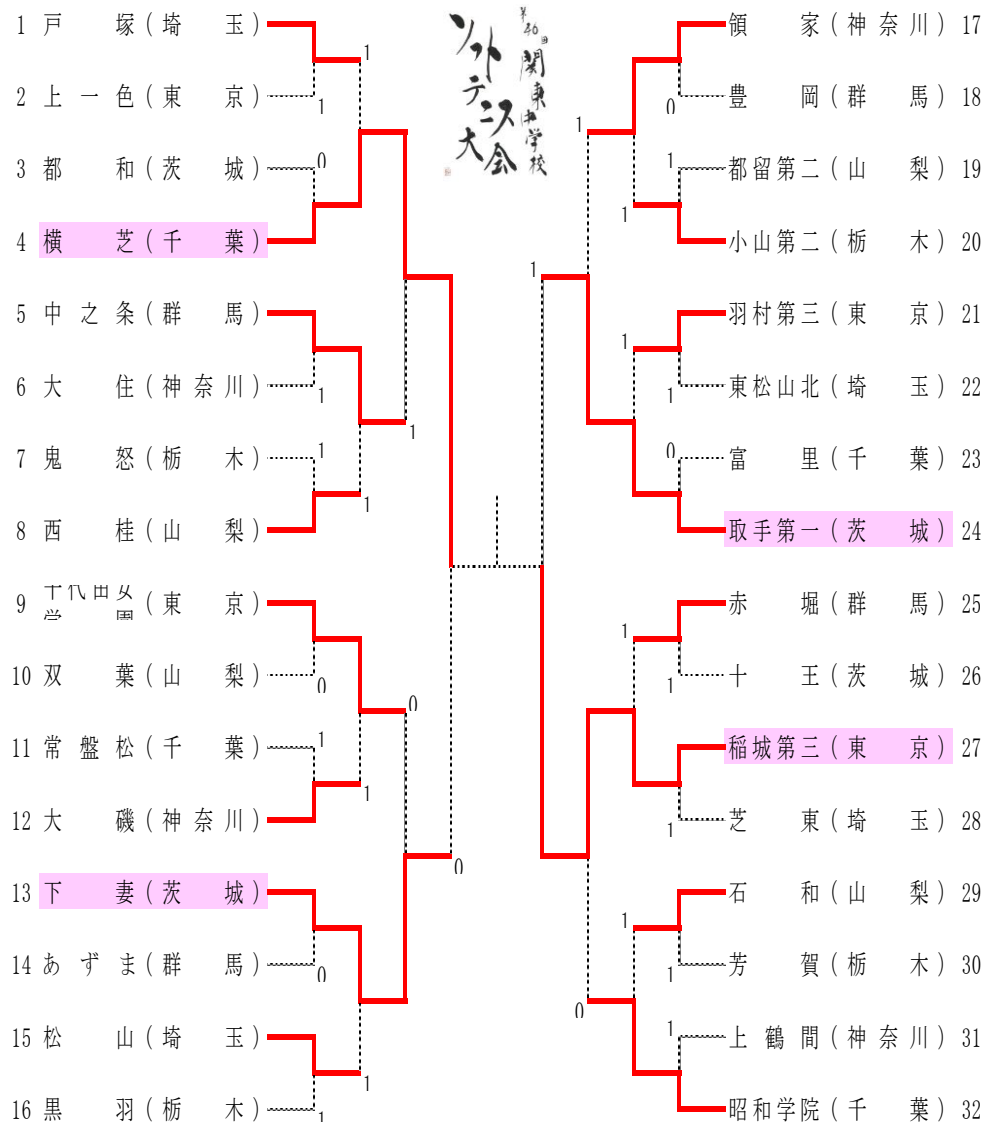 1 戸塚(埼玉)
1
2 上一色(東京)
1
3 都和(茨城)
0
4 横芝(千葉)
5 中之条(群馬)
6 大住(神奈川)
1
1
7 鬼怒(栃木)
1
8 西桂(山梨)
1
9 (東京)
10 双葉(山梨)
0
0
11 常盤松(千葉)
1
12 大磯(神奈川)
1
0
13 下妻(茨城)
14 あずま(群馬)
0
15 松山(埼玉)
1
16 黒羽(栃木)
1
第40回
関東中学校
ソフト
テニス
大会
領家(神奈川) 17
豊岡(群馬) 18
0
1
都留第二(山梨) 19
1
小山第二(栃木) 20
1
1
羽村第三(東京) 21
1
東松山北(埼玉) 22
1
富里(千葉) 23
0
取手第一(茨城) 24
赤堀(群馬) 25
1
十王(茨城) 26
1
稲城第三(東京) 27
芝東(埼玉) 28
1
石和(山梨) 29
1
芳賀(栃木) 30
1
0
上鶴間(神奈川) 31
1
昭和学院(千葉) 32